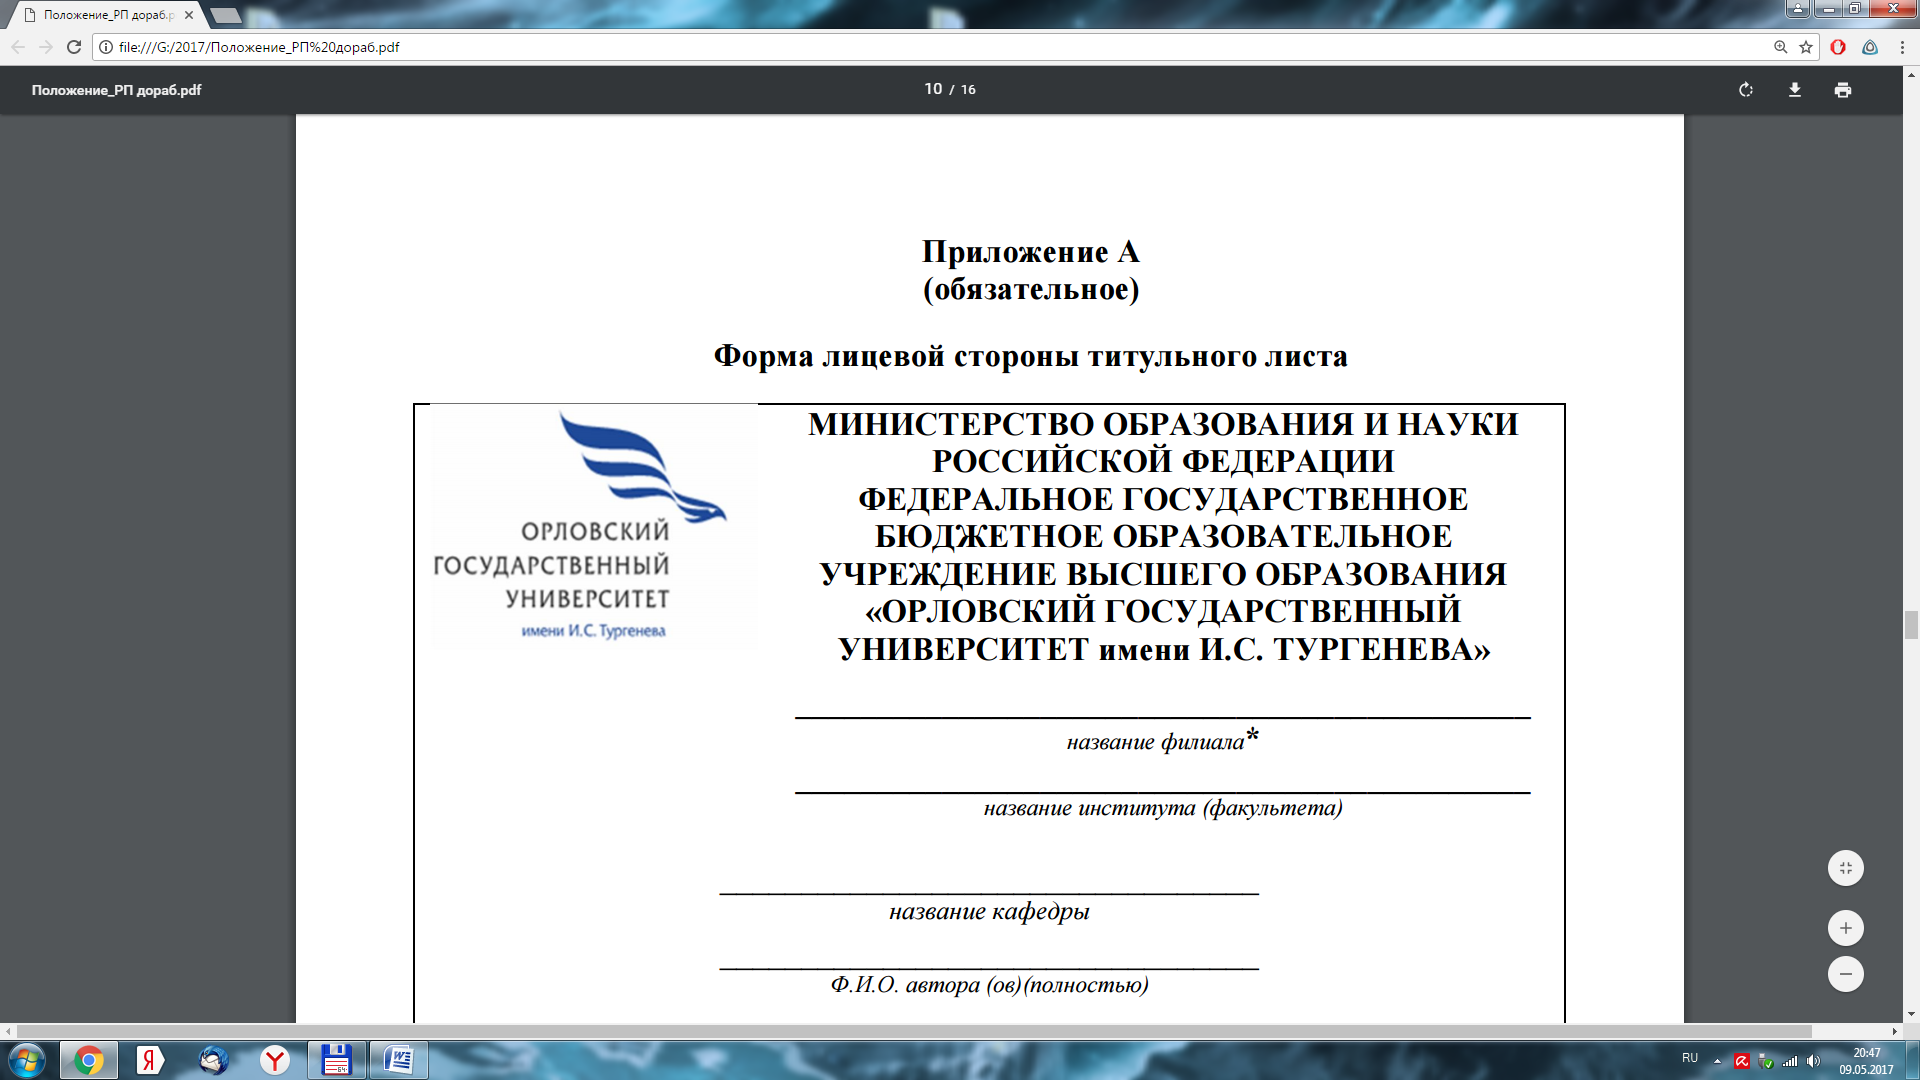 Положение_РП дораб.р
file:///G:/2017/Положение_РП%20дораб.pdf
Положение_РП дораб.pdf
10 / 16
Приложение А
(обязательное)
Форма лицевой стороны титульного листа
ОРЛОВСКИЙ
ГОСУДАРСТВЕННЫЙ
УНИВЕРСИТЕТ
имени И.С. Тургенева
МИНИСТЕРСТВО ОБРАЗОВАНИЯ И НАУКИ
РОССИЙСКОЙ ФЕДЕРАЦИИ
ФЕДЕРАЛЬНОЕ ГОСУДАРСТВЕННОЕ
БЮДЖЕТНОЕ ОБРАЗОВАТЕЛЬНОЕ
УЧРЕЖДЕНИЕ ВЫСШЕГО ОБРАЗОВАНИЯ
«ОРЛОВСКИЙ ГОСУДАРСТВЕННЫЙ
УНИВЕРСИТЕТ имени И.С. ТУРГЕНЕВА»
название филиала*
название института (факультета)
название кафедры
Ф.И.О. автора (ов)(полностью)
Я
64
RU
20:47
09.05.2017